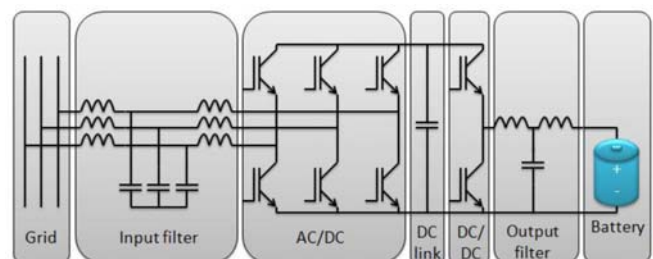 Grid
Input filter
AC/DC
DC
link
DC/
DC
Output
filter
Battery
+
-